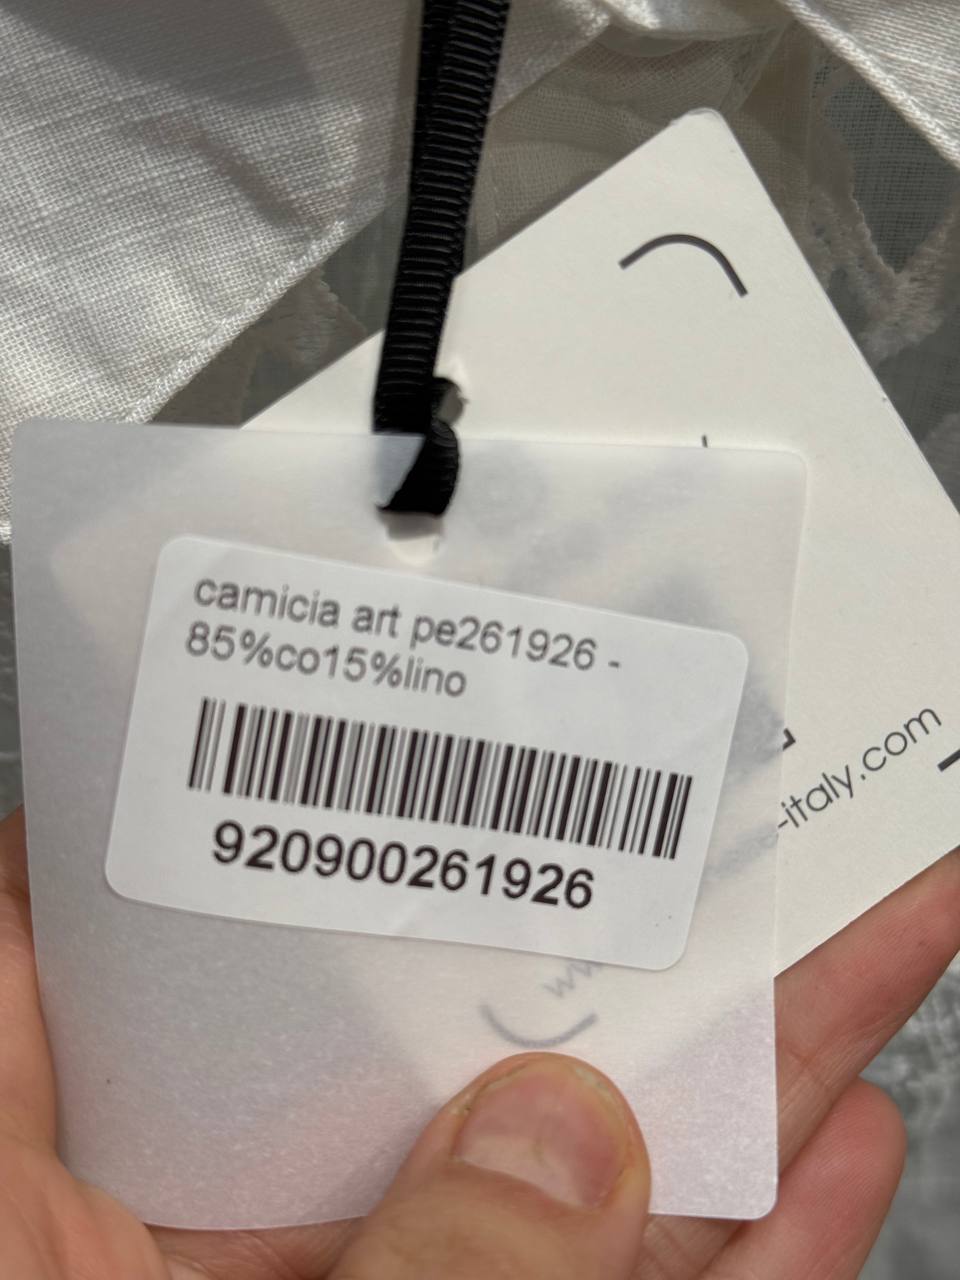 camicia art pe261926 -
85%co15%lino
920900261926
-italy.com